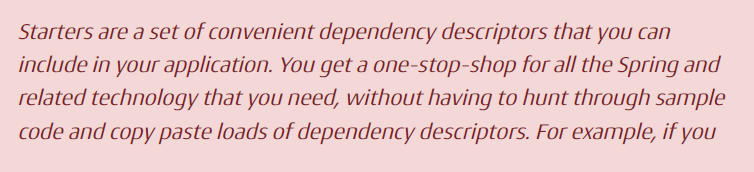 Starters are a set of convenient dependency descriptors that you can
include in your application. You get a one-stop-shop for all the Spring and
related technology that you need, without having to hunt through sample
code and copy paste loads of dependency descriptors. For example, if you